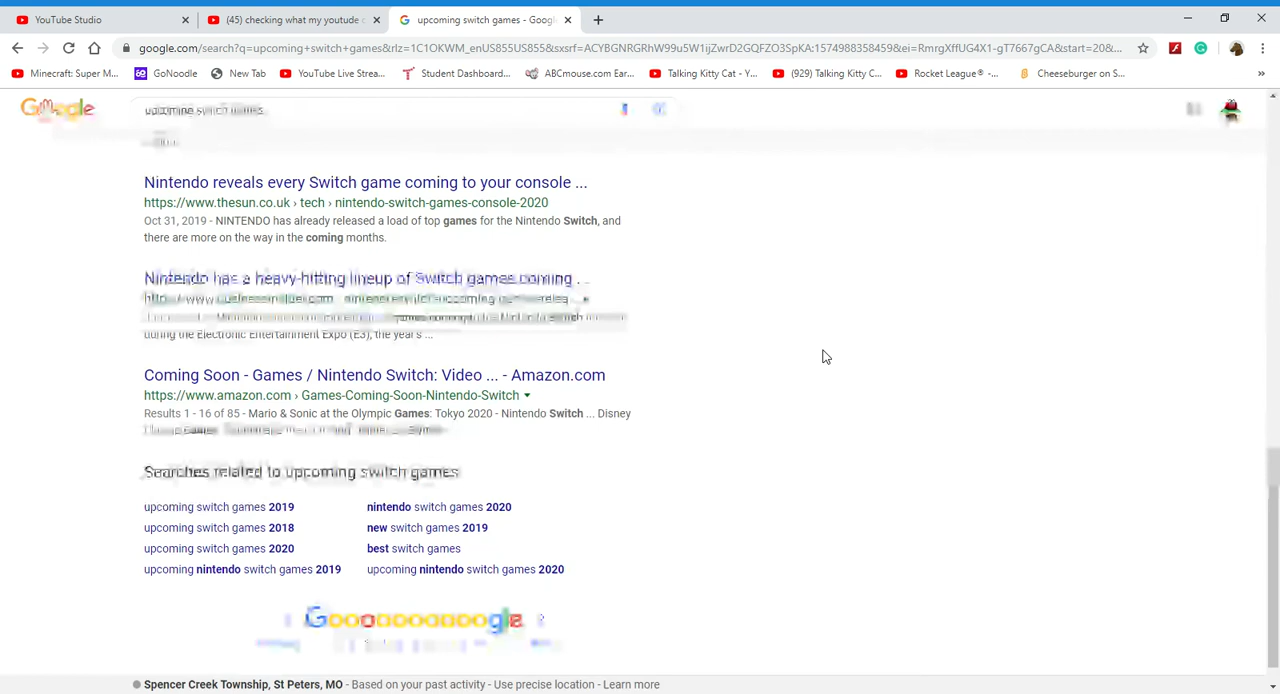 YouTube Studio
(45) checking what my youtude c
upcoming switch games - Google
google.com/search?q=upcoming+switch+games&rlz=1C1OKWM_enUS855US855&sxsrf=ACYBGNRGRhW99u5W1ijZwrD2GQFZO3SpKA:1574988358459&ei=RmrgXffUG4X1-gT7667gCA&start=20&...
Minecraft: Super M...
GoNoodle
New Tab
YouTube Live Strea...
Student Dashboard...
ABCmouse.com Ear...
Talking Kitty Cat - Y...
(929) Talking Kitty C...
Rocket League® -...
Cheeseburger on S...
»
Google
upcoming switch games
Nintendo reveals every Switch game coming to your console ...
https://www.thesun.co.uk › tech › nintendo-switch-games-console-2020
Oct 31, 2019 - NINTENDO has already released a load of top games for the Nintendo Switch, and
there are more on the way in the coming months.
Nintendo has a heavy-hitting lineup of Switch games coming ...
during the Electronic Entertainment Expo (E3), the year's ...
Coming Soon - Games / Nintendo Switch: Video ... - Amazon.com
https://www.amazon.com › Games-Coming-Soon-Nintendo-Switch
Results 1 - 16 of 85 - Mario & Sonic at the Olympic Games: Tokyo 2020 - Nintendo Switch ... Disney
Searches related to upcoming switch games
upcoming switch games 2019
nintendo switch games 2020
upcoming switch games 2018
new switch games 2019
upcoming switch games 2020
best switch games
upcoming nintendo switch games 2019
upcoming nintendo switch games 2020
Goooooooooogle
Spencer Creek Township, St Peters, MO - Based on your past activity - Use precise location - Learn more